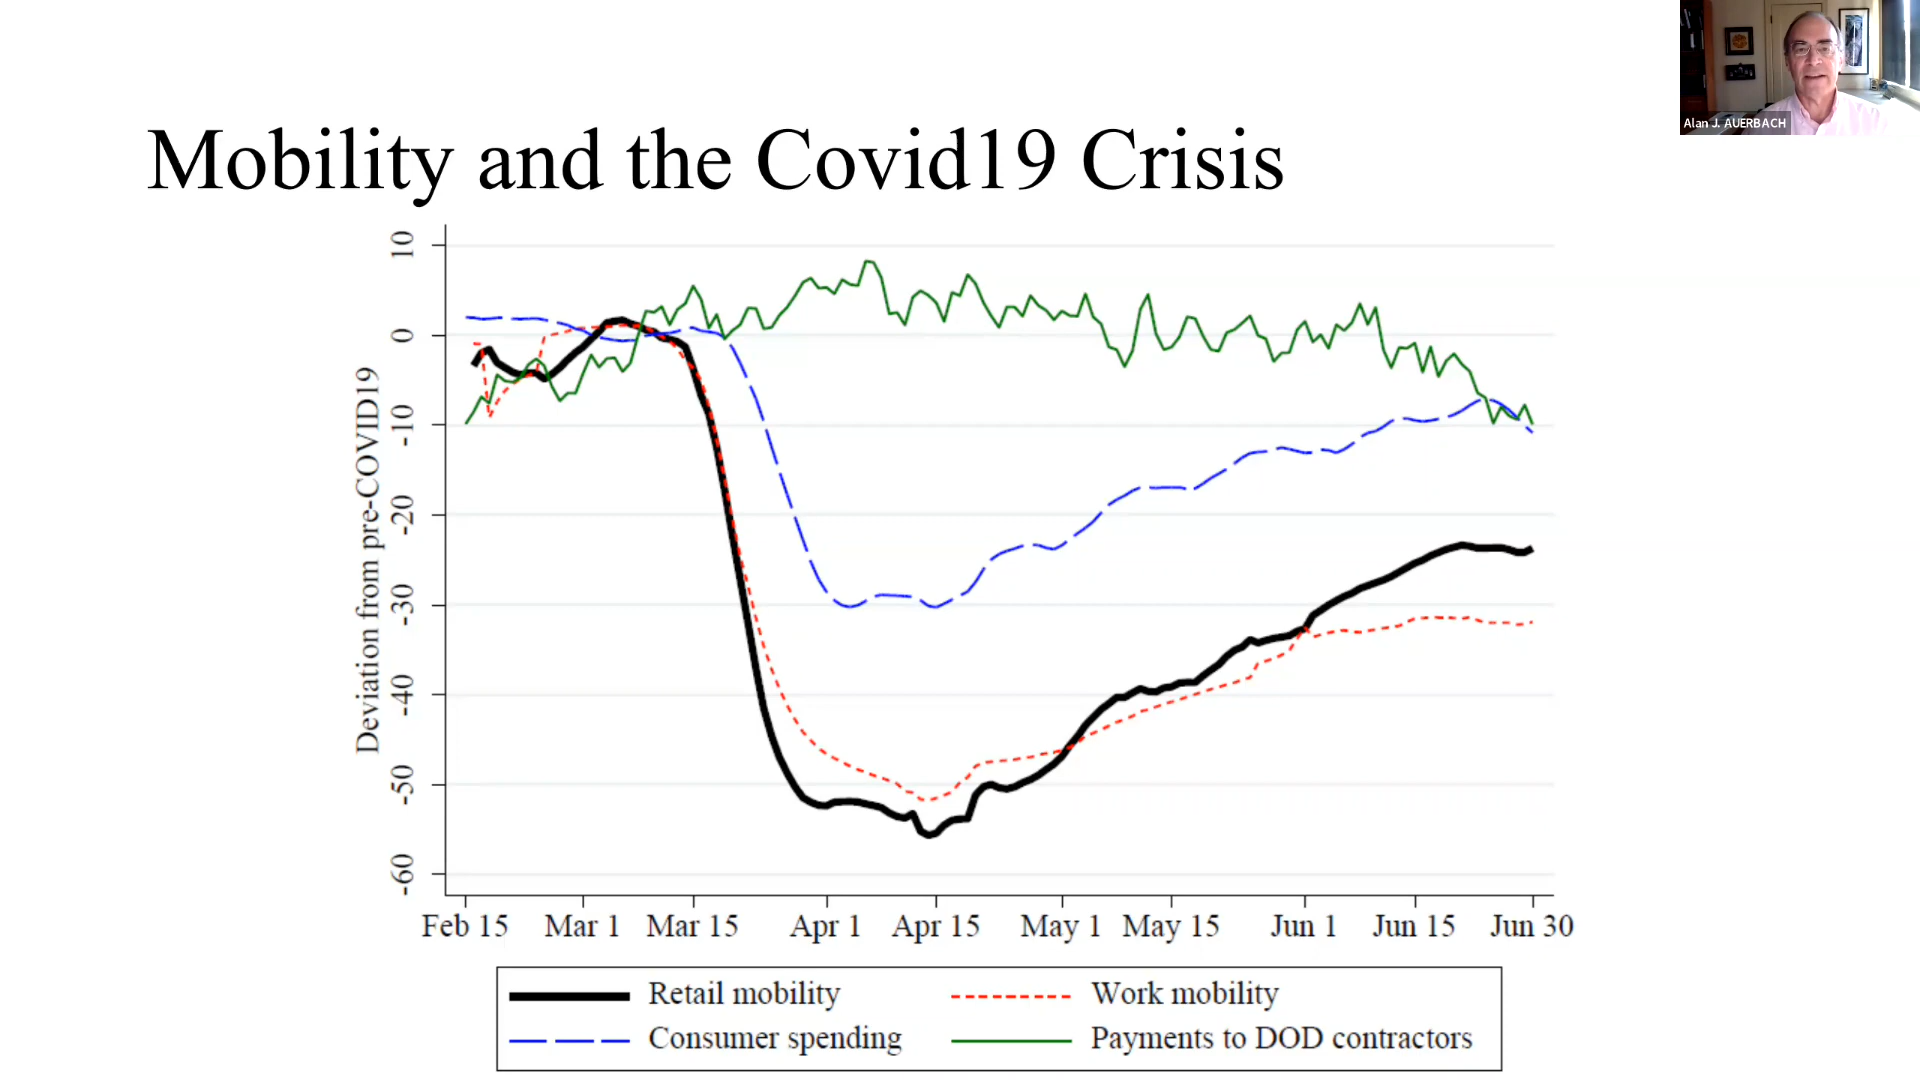 Alan J. AUERBACH
Mobility and the Covid19 Crisis
Deviation from pre-COVID19
10
0
-10
-20
-30
-40
-50
-60
Feb 15 Mar 1 Mar 15 Apr 1 Apr 15 May 1 May 15 Jun 1 Jun 15 Jun 30
Retail mobility Work mobility
Consumer spending Payments to DOD contractors